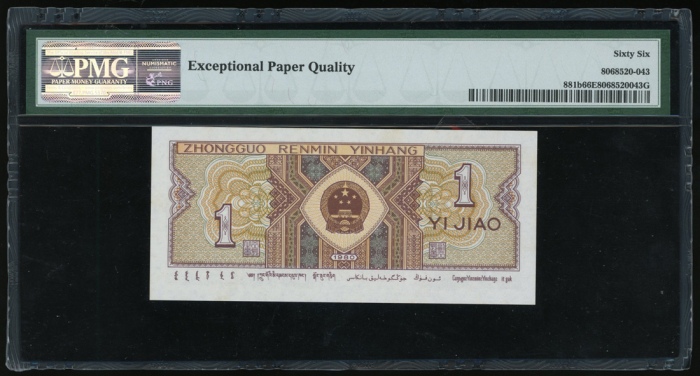 PMG
PAPER MONEY GUARANTY
NUMISMATIC
PNG
Exceptional Paper Quality
Sixty Six
8068520-043
881b66E8068520043G
ZHONGGUO RENMIN YINHANG
1
1
YI JIAO
1980